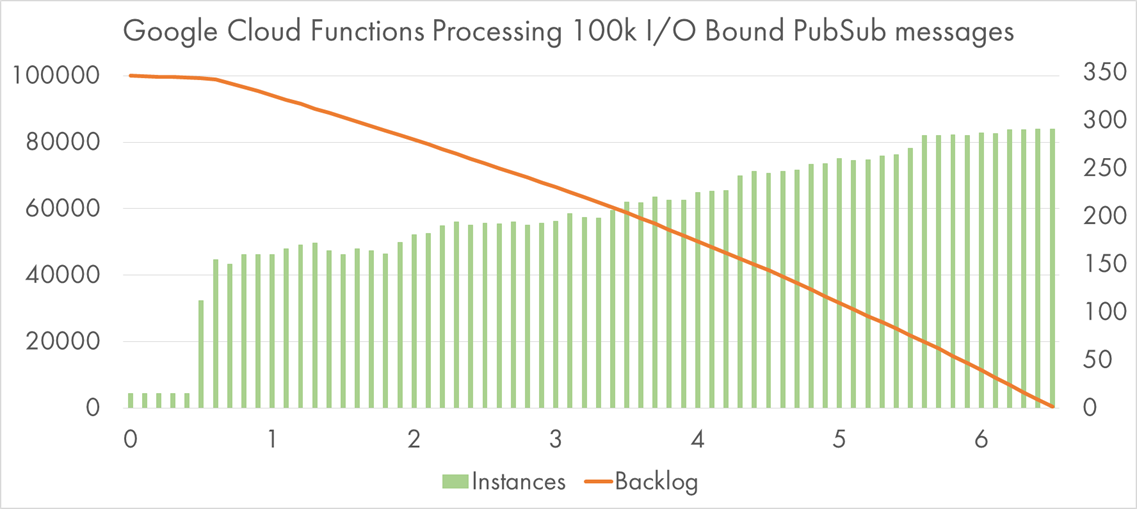 Google Cloud Functions Processing 100k I/O Bound PubSub messages
100000 350
80000 300
60000 250
40000 200
20000 150
0 100
50
0
0 1 2 3 4 5 6
Instances Backlog